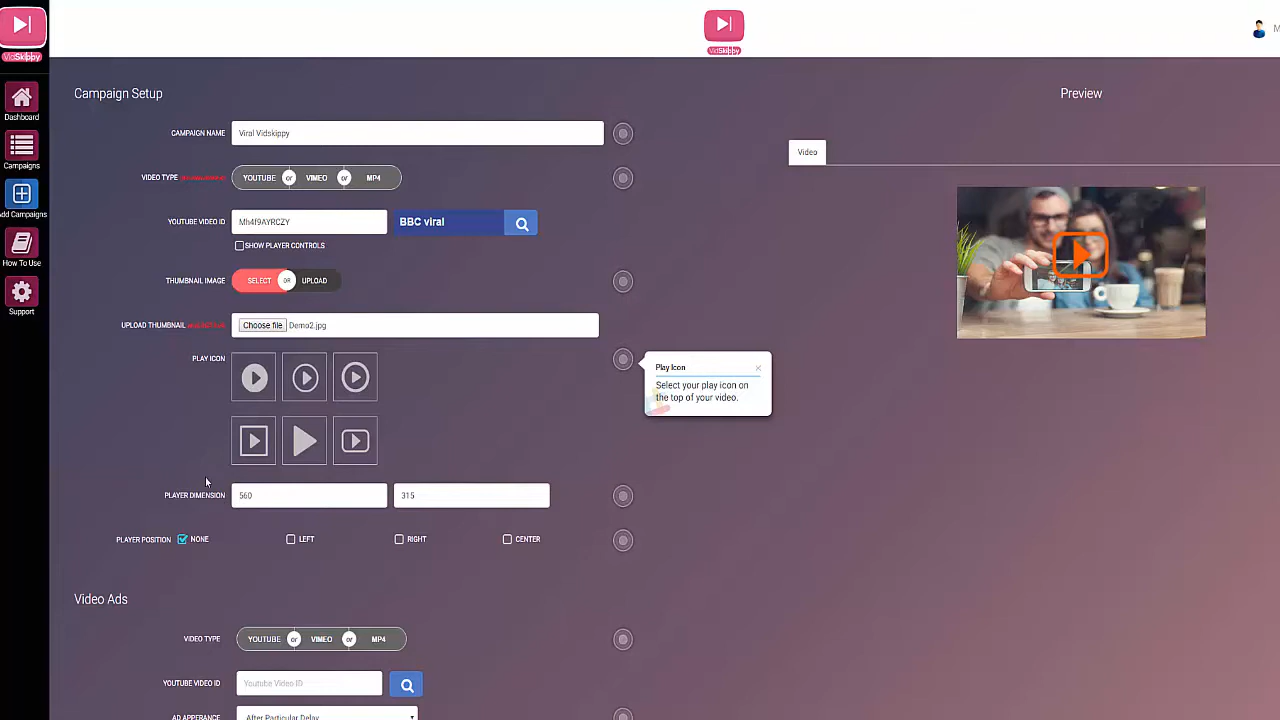 VidSkippy
VidSkippy
M
Dashboard
Campaigns
Add Campaigns
How To Use
Support
Campaign Setup
CAMPAIGN NAME
Viral Vidskippy
VIDEO TYPE
YOUTUBE or VIMEO or MP4
YOUTUBE VIDEO ID
Mh4f9AYRCZY
BBC viral
SHOW PLAYER CONTROLS
THUMBNAIL IMAGE
SELECT OR UPLOAD
UPLOAD THUMBNAIL
Choose file Demo2.jpg
PLAY ICON
Play Icon ×
Select your play icon on
the top of your video.
PLAYER DIMENSION
560
315
PLAYER POSITION
NONE LEFT RIGHT CENTER
Video Ads
VIDEO TYPE
YOUTUBE or VIMEO or MP4
YOUTUBE VIDEO ID
Youtube Video ID
AD APPERANCE
After Particular Delay
Preview
Video